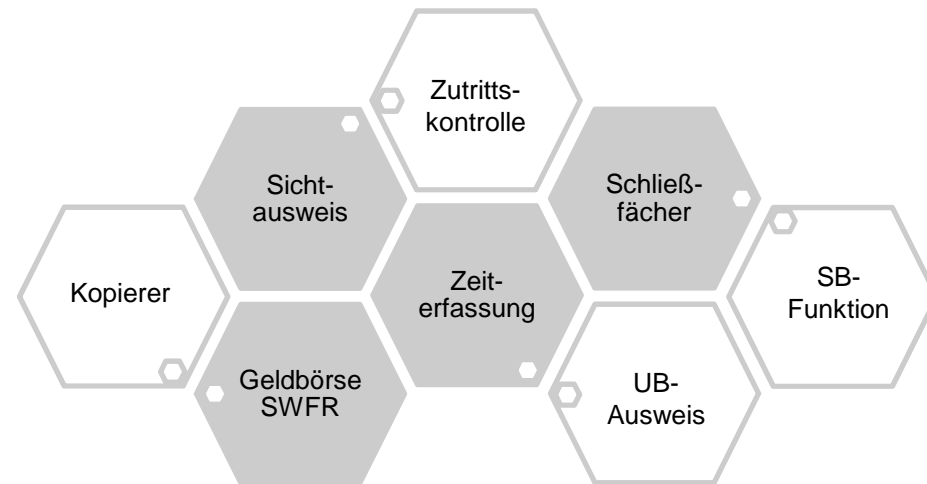 Zutritts-
kontrolle
Sicht-
ausweis
Schließ-
fächer
Kopierer
Zeit-
erfassung
SB-
Funktion
Geldbörse
SWFR
UB-
Ausweis